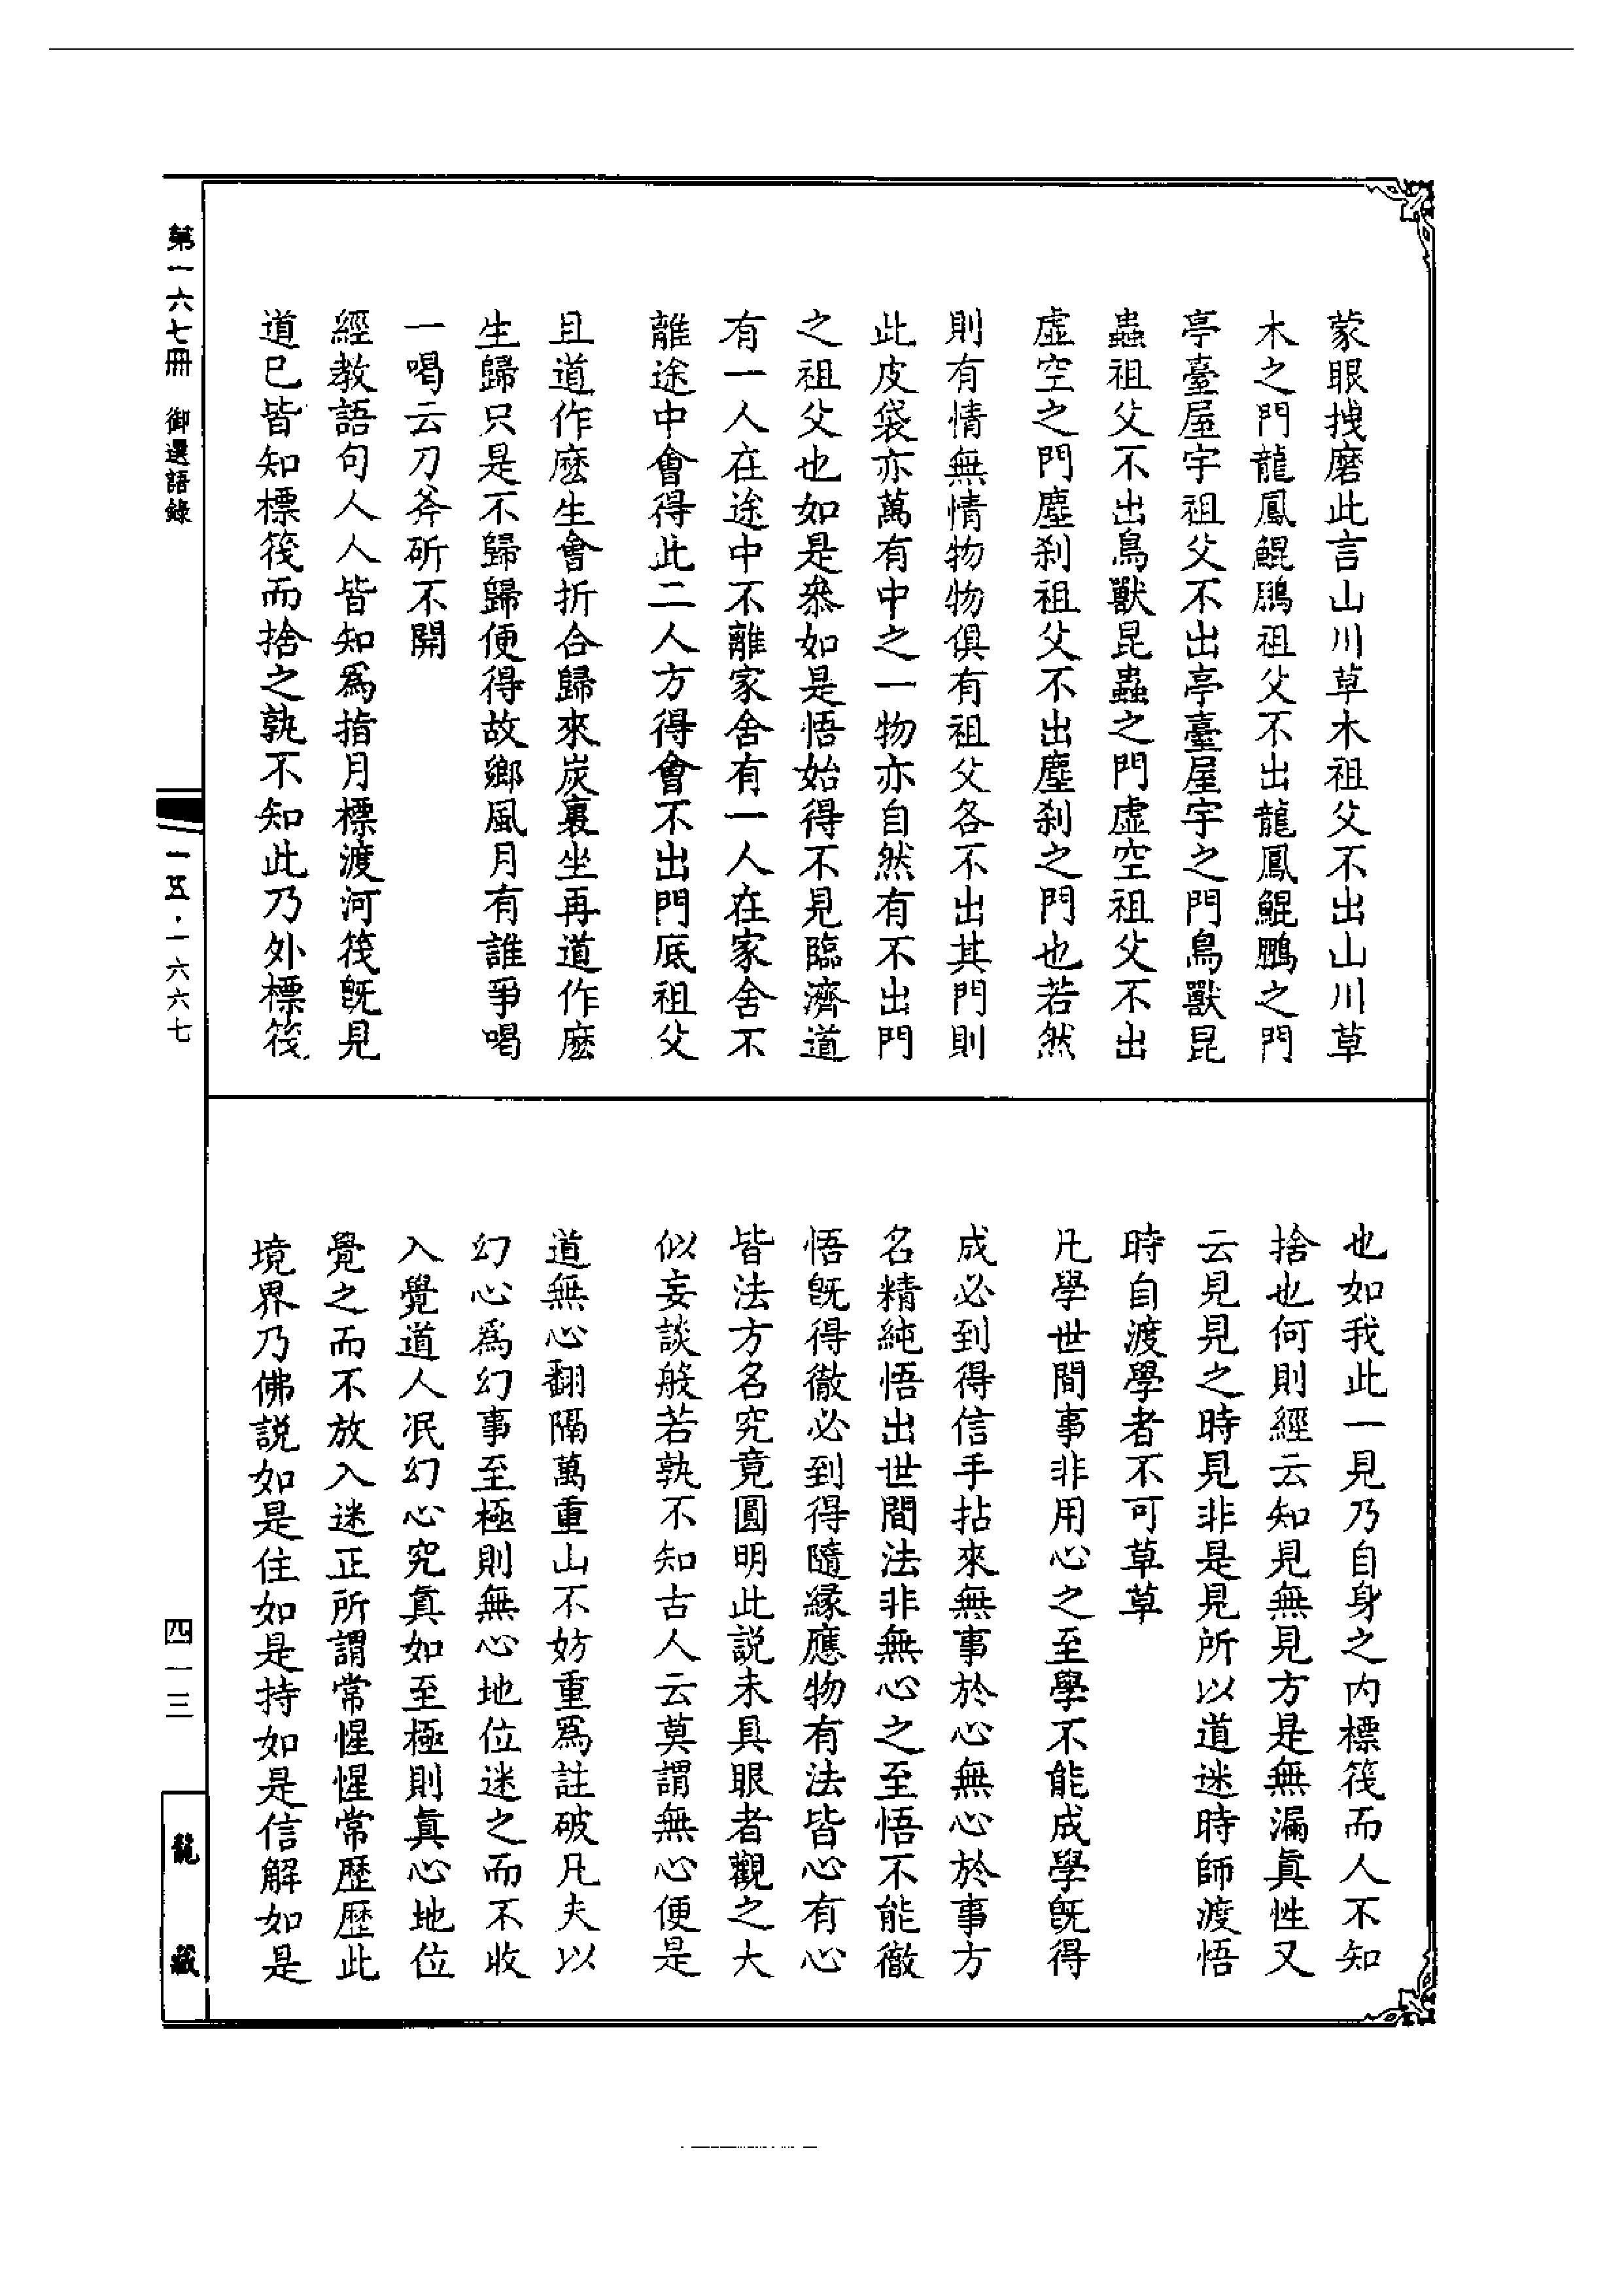 蒙眼拽磨此言山川草木祖父不出山川草
木之門龍鳳鯤鵬祖父不出龍鳳鯤鵬之門
亭臺屋宇祖父不出亭臺屋宇之門鳥獸昆
蟲祖父不出鳥獸昆蟲之門虛空祖父不出
虛空之門塵刹祖父不出塵刹之門也若然
則有情無情物物俱有祖父各不出其門則
此皮袋亦萬有中之一物亦自然有不出門
之祖父也如是叅如是悟始得不見臨濟道
有一人在途中不離家舍有一人在家舍不
離途中會得此二人方得會不出門底祖父
且道作麽生會折合歸來炭裏坐再道作麽
生歸只是不歸歸便得故鄉風月有誰爭喝
一喝云刀斧斫不開
經教語句人人皆知爲指月標渡河筏旣見
道已皆知標筏而捨之孰不知此乃外標筏
也如我此一見乃自身之内標筏而人不知
捨也何則經云知見無見方是無漏眞性又
云見見之時見非是見所以道迷時師渡悟
時自渡學者不可草草
凡學世間事非用心之至學不能成學旣得
成必到得信手拈來無事於心無心於事方
名精純悟出世間法非無心之至悟不能徹
悟旣得徹必到得隨緣應物有法皆心有心
皆法方名究竟圓明此説未具眼者觀之大
似妄談般若孰不知古人云莫謂無心便是
道無心翻隔萬重山不妨重爲註破凡夫以
幻心爲幻事至極則無心地位迷之而不收
入覺道人泯幻心究眞如至極則眞心地位
覺之而不放入迷正所謂常惺惺常歷歷此
境界乃佛説如是住如是持如是信解如是
第一六七冊　御選語錄
一五·一六六七
四一三
龍藏